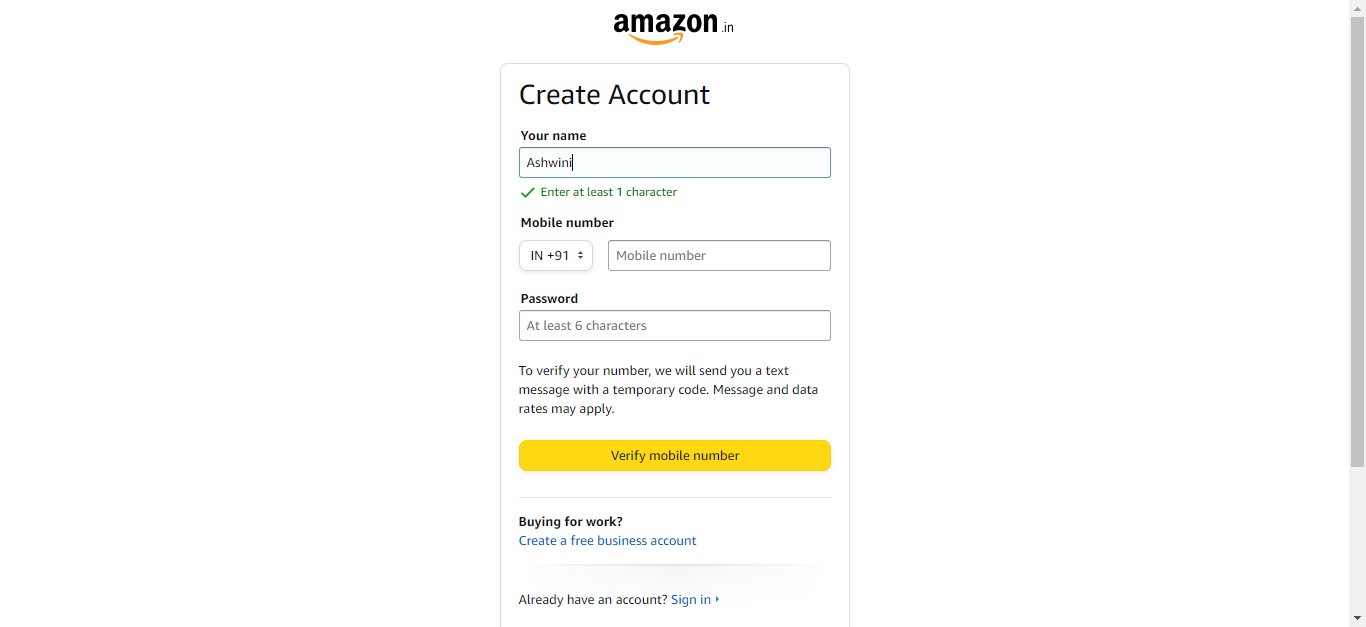 amazon.in
Create Account
Your name
Ashwini
Enter at least 1 character
Mobile number
IN +91 Mobile number
Password
At least 6 characters
To verify your number, we will send you a text
message with a temporary code. Message and data
rates may apply.
Verify mobile number
Buying for work?
Create a free business account
Already have an account? Sign in